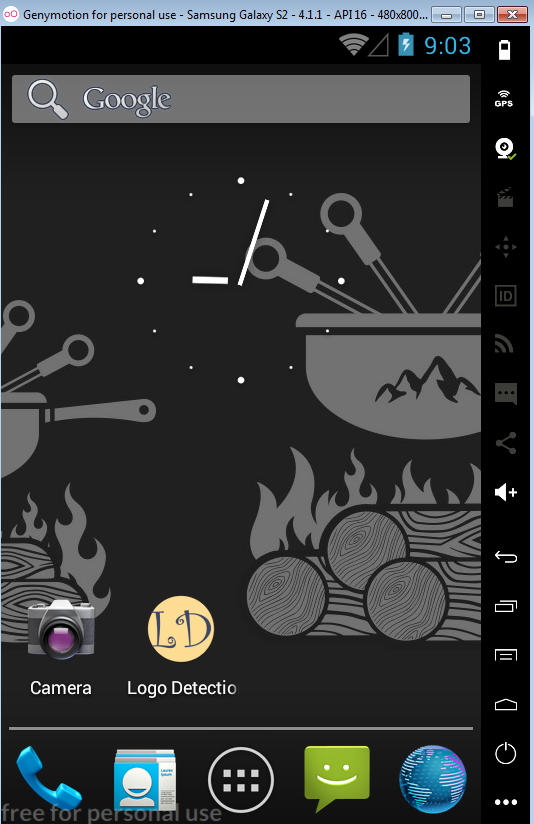 Genymotion for personal use - Samsung Galaxy S2 - 4.1.1 - API 16 - 480x800...
9:03
Google
GPS
ID
LD
Camera
Logo Detectio
free for personal use